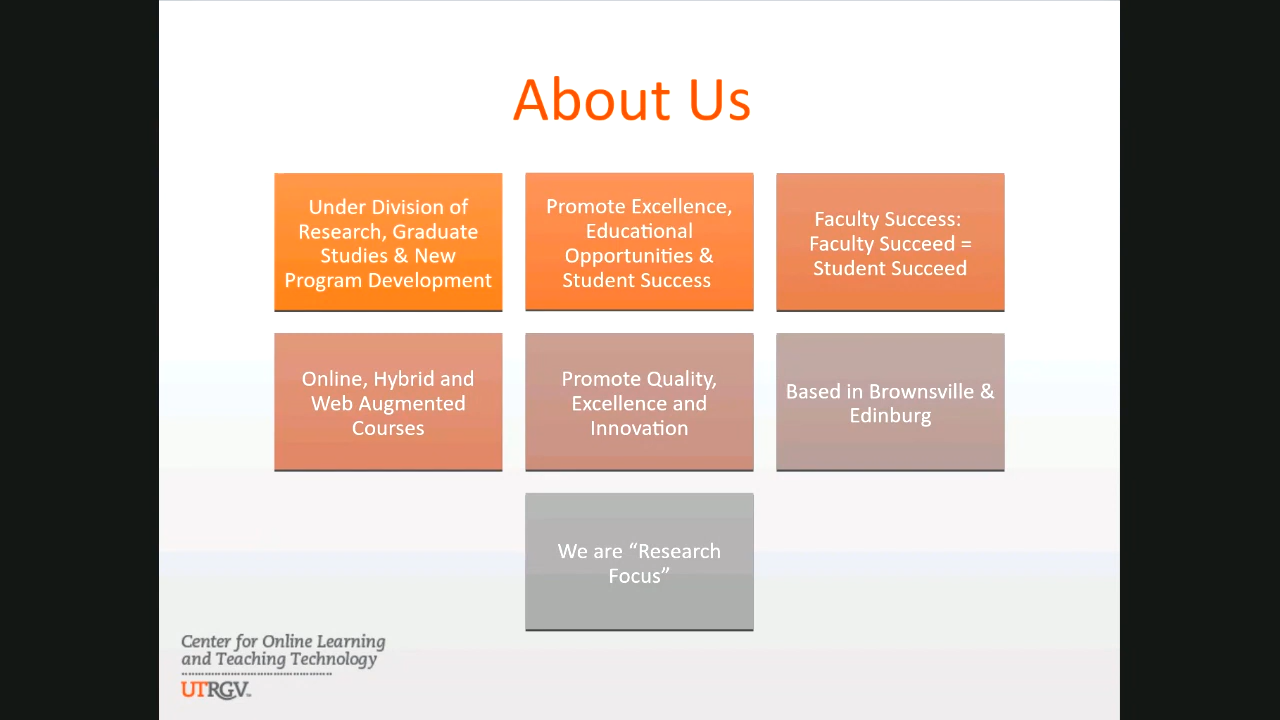 About Us
Under Division of
Research, Graduate
Studies & New
Program Development
Promote Excellence,
Educational
Opportunities &
Student Success
Faculty Success:
Faculty Succeed =
Student Succeed
Online, Hybrid and
Web Augmented
Courses
Promote Quality,
Excellence and
Innovation
Based in Brownsville &
Edinburg
We are “Research
Focus”
Center for Online Learning
and Teaching Technology
UTRGV